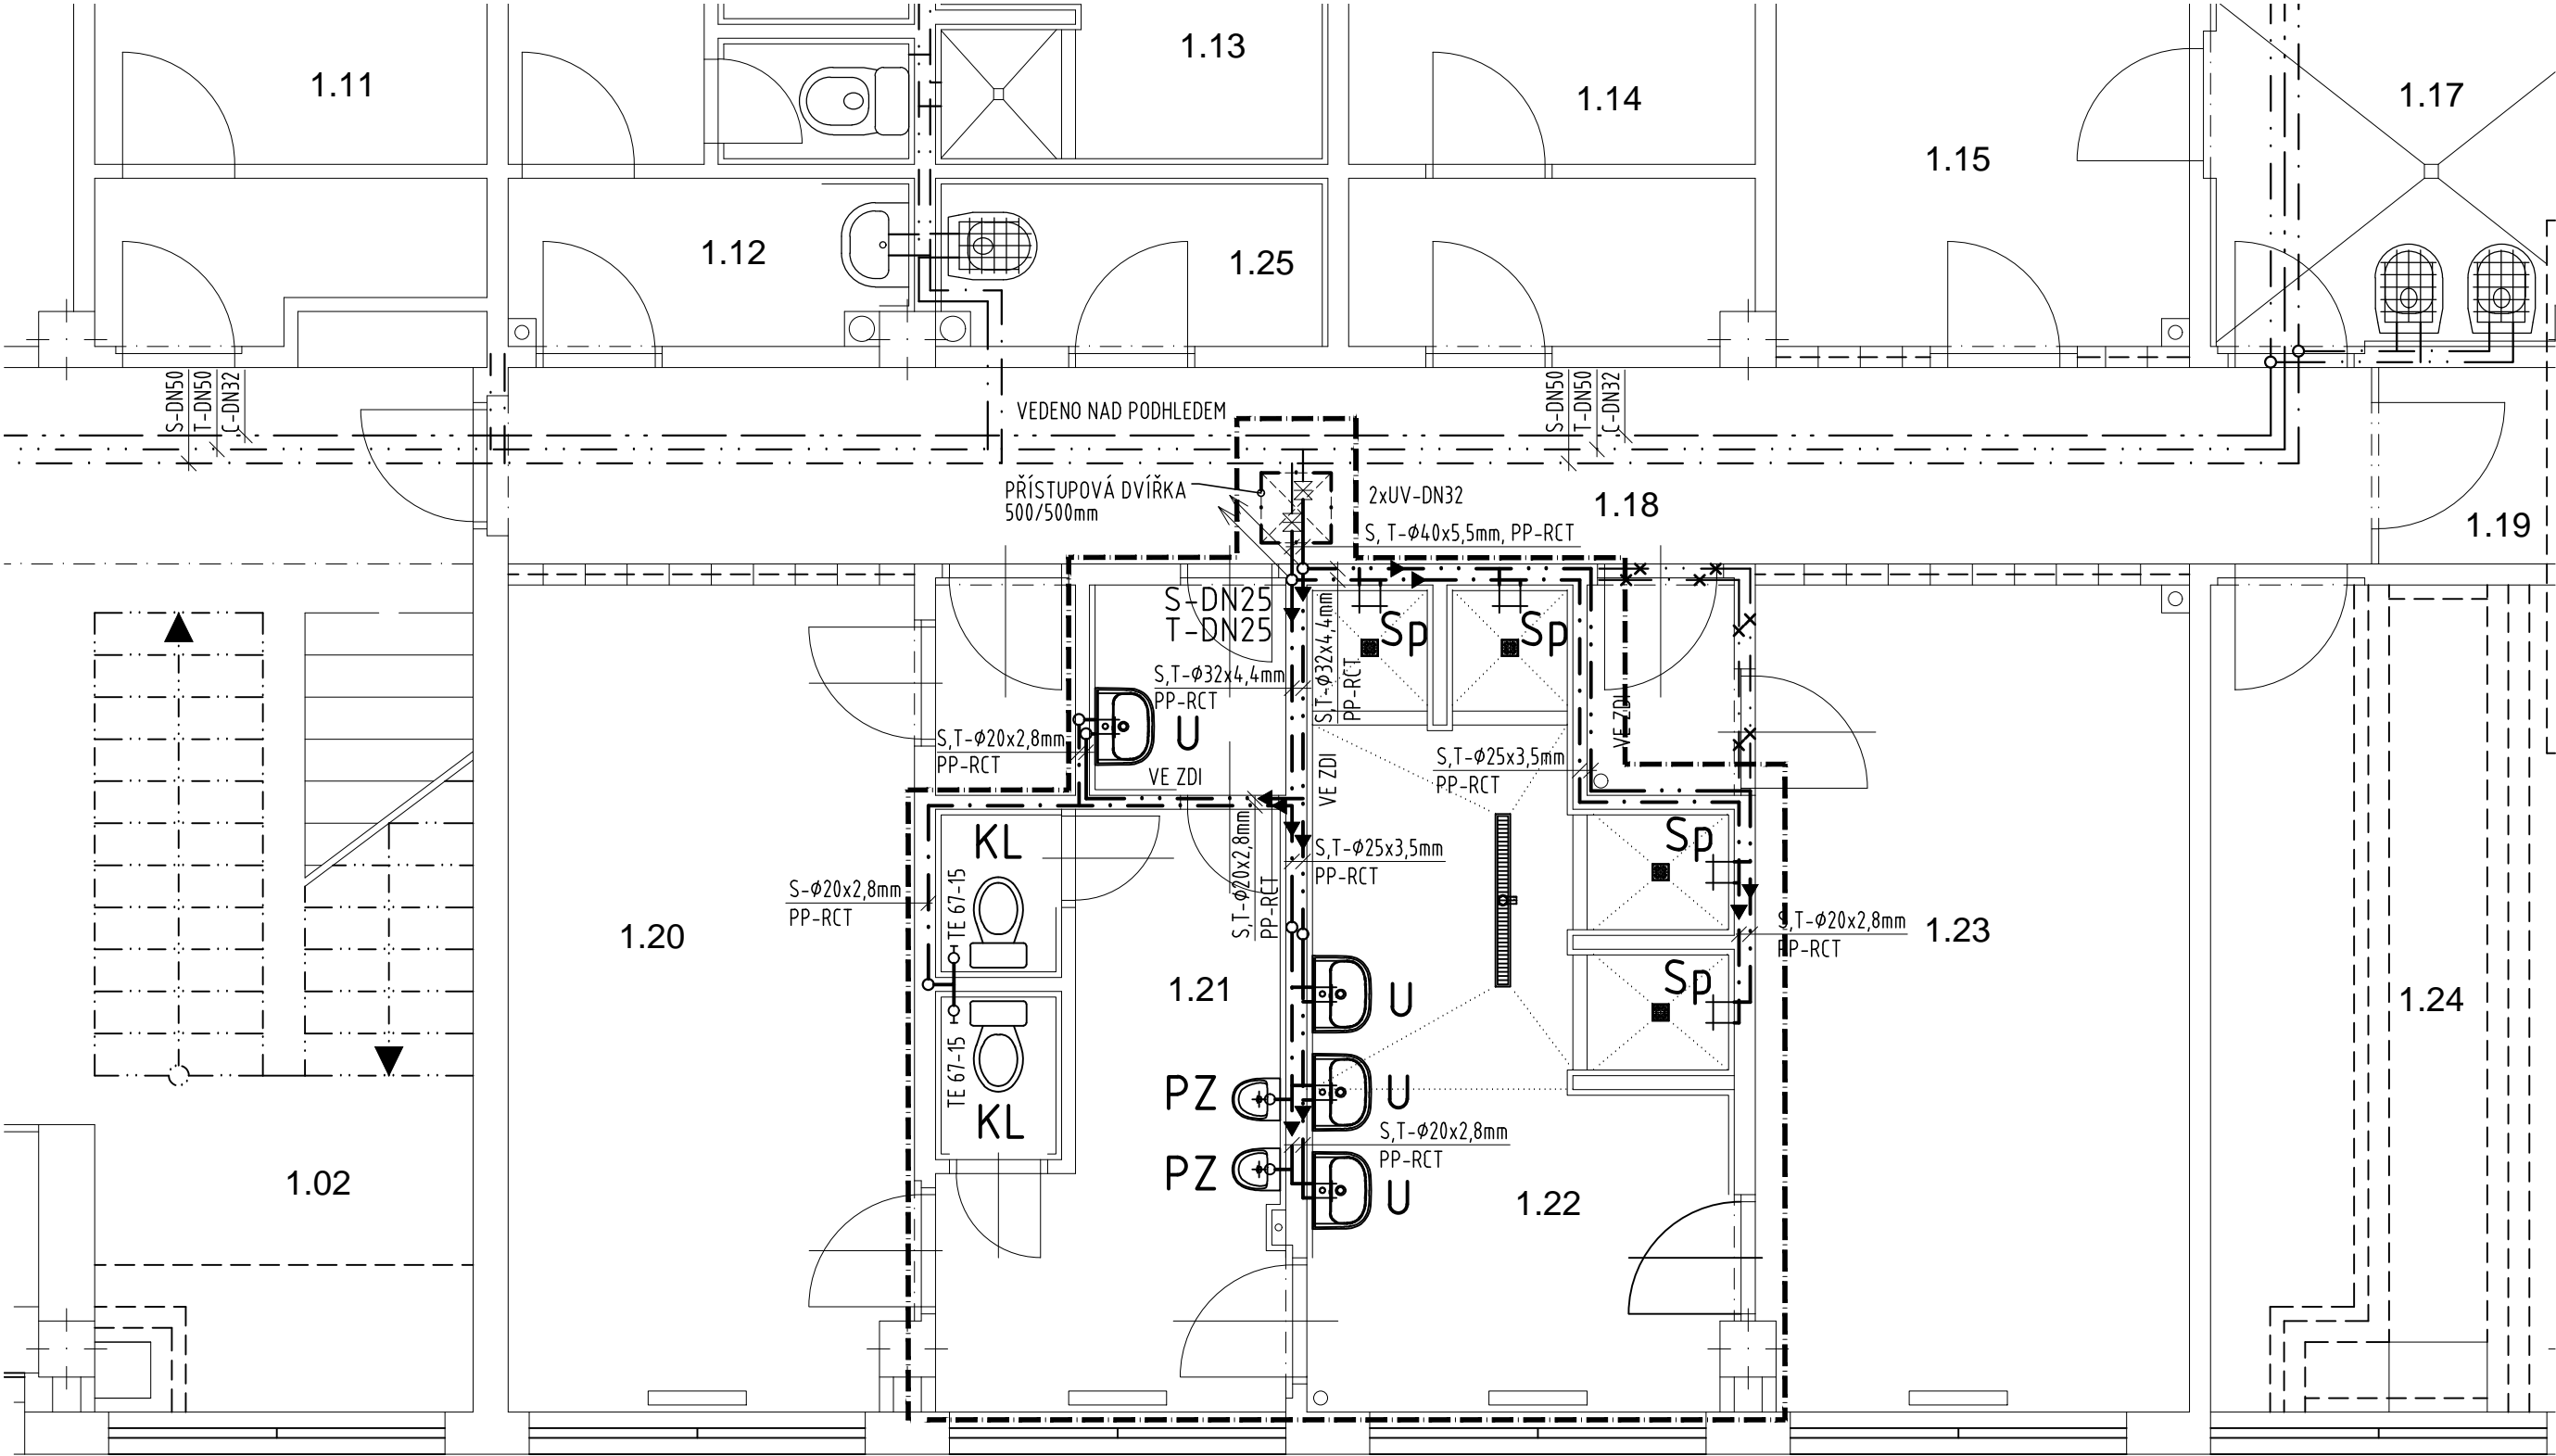 1.11
1.13
1.14
1.17
1.15
1.12
1.25
S-DN50
T-DN50
C-DN32
VEDENO NAD PODHLEDEM
S-DN50
T-DN50
C-DN32
PŘÍSTUPOVÁ DVÍŘKA
500/500mm
2xUV-DN32
1.18
1.19
S, T-Φ40x5,5mm, PP-RCT
S-DN25
T-DN25
S,T-Φ32x4,4mm
PP-RCT
S,T-Φ32x4,4mm
PP-RCT
Sp
Sp
VE ZDI
U
S,T-Φ20x2,8mm
PP-RCT
VE ZDI
VE ZDI
S,T-Φ25x3,5mm
PP-RCT
KL
TE 67-15
S,T-Φ20x2,8mm
PP-RCT
S,T-Φ25x3,5mm
PP-RCT
Sp
S-Φ20x2,8mm
PP-RCT
S,T-Φ20x2,8mm
PP-RCT
1.20
1.23
1.21
U
Sp
1.24
TE 67-15
KL
PZ
U
S,T-Φ20x2,8mm
PP-RCT
PZ
U
1.02
1.22